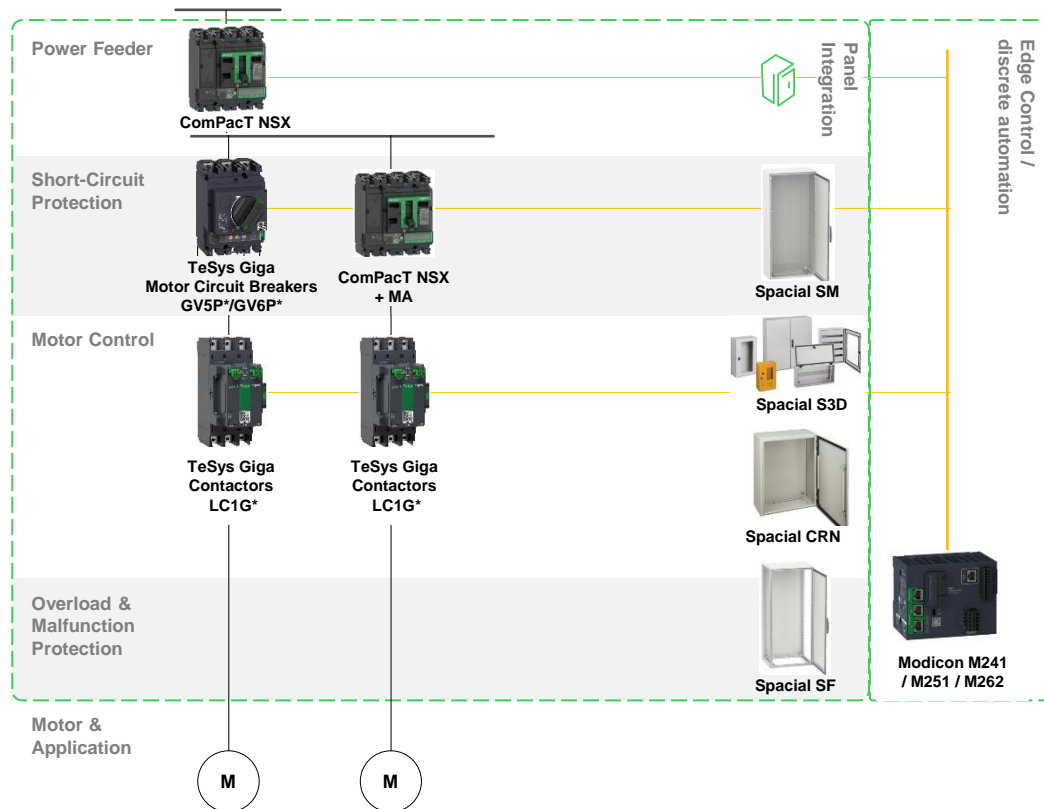 Power Feeder
ComPacT NSX
Panel
Integration
Edge Control /
discrete automation
Short-Circuit
Protection
TeSys Giga
Motor Circuit Breakers
GV5P*/GV6P*
ComPacT NSX
+ MA
Spacial SM
Motor Control
Spacial S3D
TeSys Giga
Contactors
LC1G*
TeSys Giga
Contactors
LC1G*
Spacial CRN
Overload &
Malfunction
Protection
Spacial SF
Modicon M241
/ M251 / M262
Motor &
Application
M
M